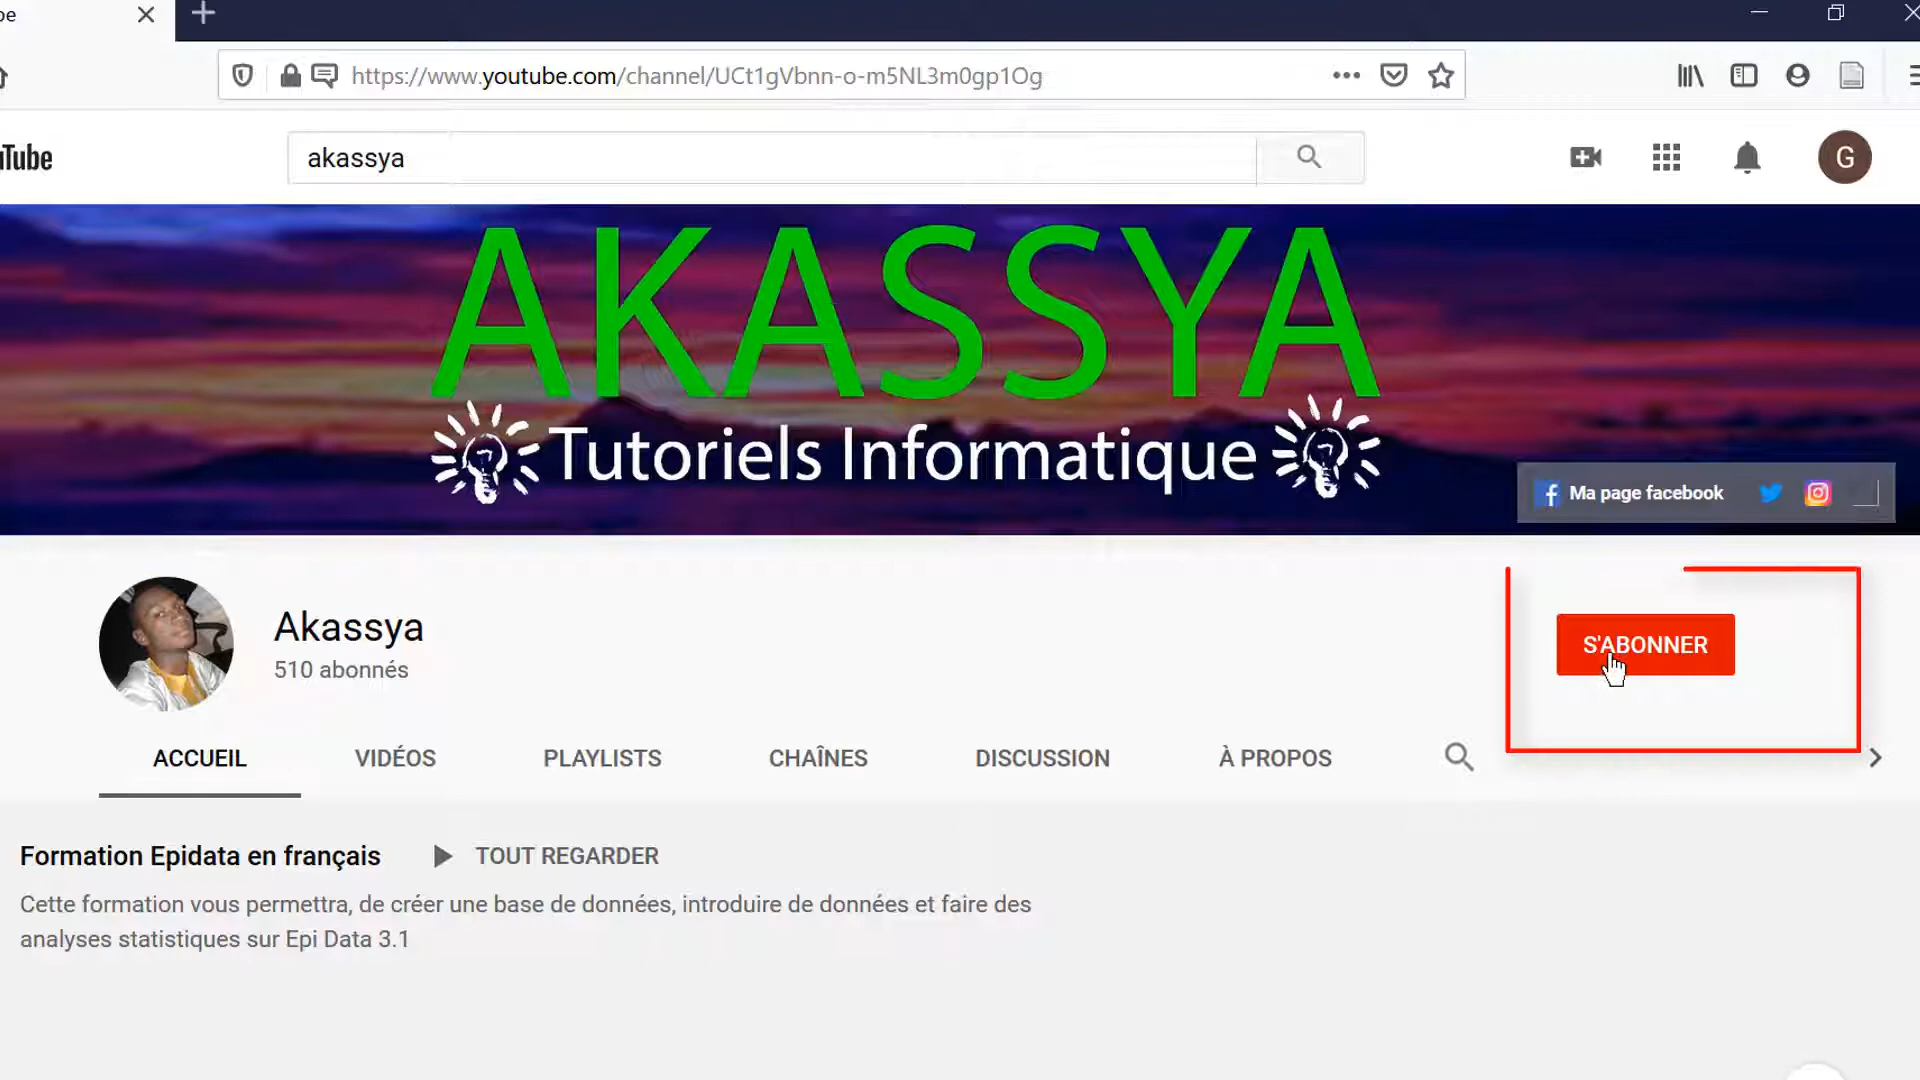 be
https://www.youtube.com/channel/UCt1gVbnn-o-m5NL3m0gp1Og
Tube
akassya
G
AKASSYA
Tutoriels Informatique
Ma page facebook
Akassya
510 abonnés
S'ABONNER
ACCUEIL VIDÉOS PLAYLISTS CHAÎNES DISCUSSION À PROPOS
Formation Epidata en français TOUT REGARDER
Cette formation vous permettra, de créer une base de données, introduire de données et faire des
analyses statistiques sur Epi Data 3.1